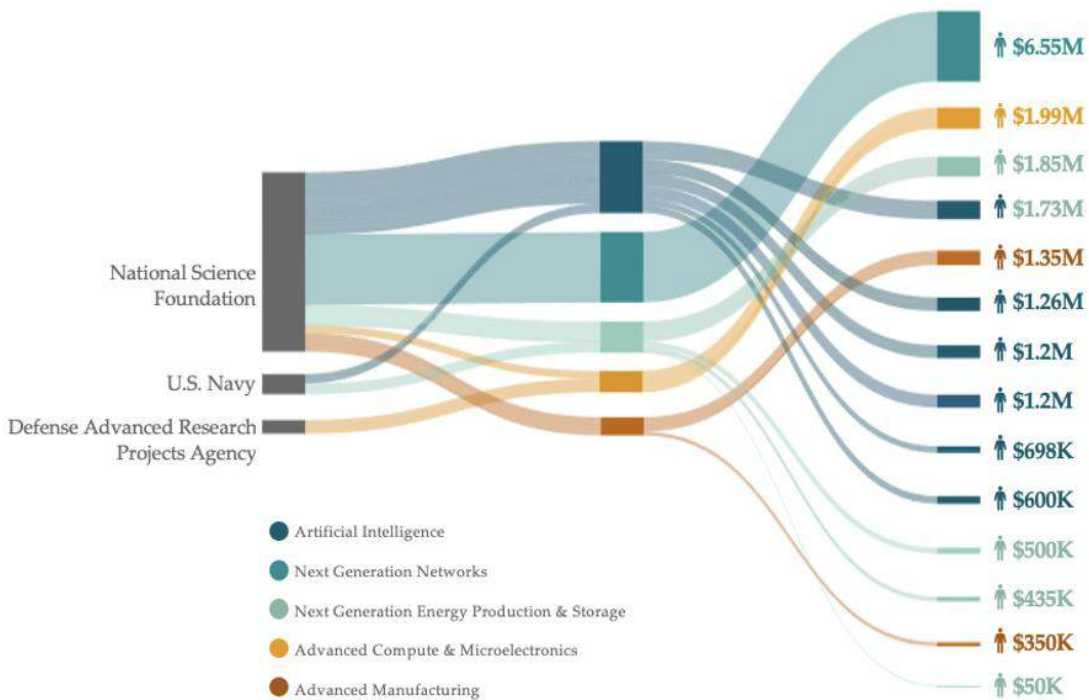 $6.55M
$1.99M
$1.85M
$1.73M
$1.35M
$1.26M
$1.2M
$1.2M
$698K
$600K
$500K
$435K
$350K
$50K
National Science
Foundation
U.S. Navy
Defense Advanced Research
Projects Agency
Artificial Intelligence
Next Generation Networks
Next Generation Energy Production & Storage
Advanced Compute & Microelectronics
Advanced Manufacturing